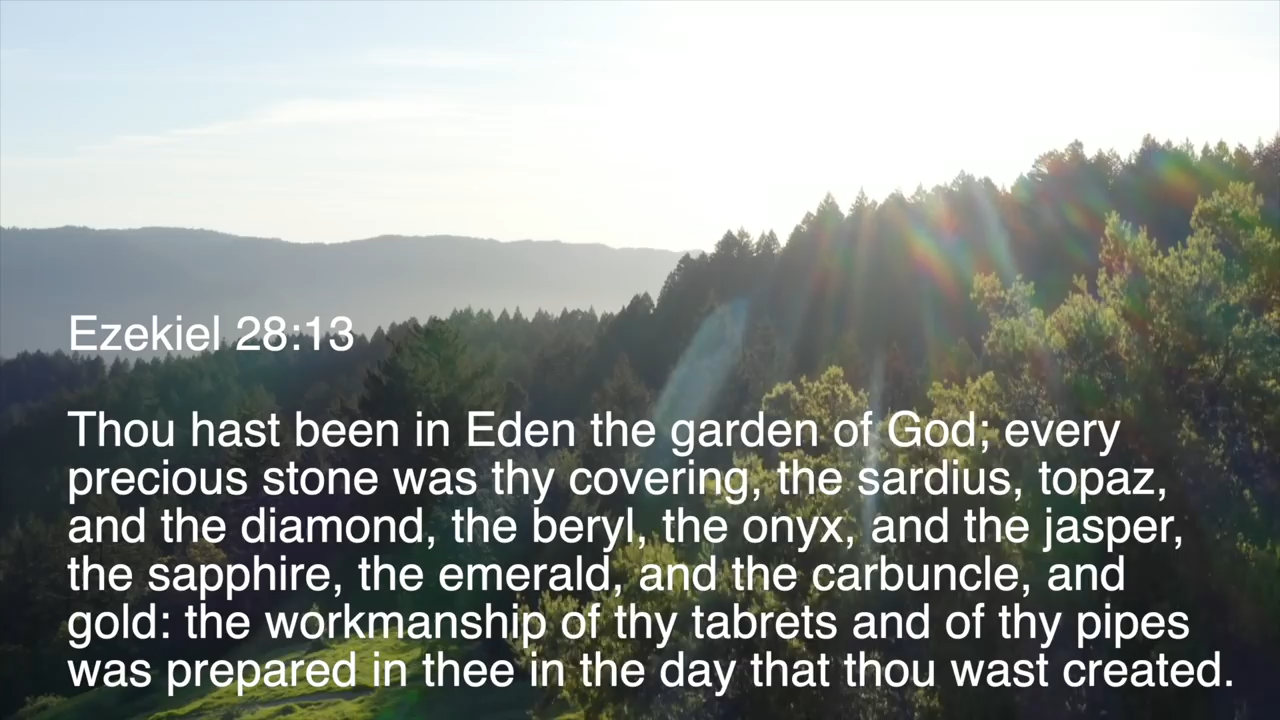 Ezekiel 28:13
Thou hast been in Eden the garden of God; every
precious stone was thy covering, the sardius, topaz,
and the diamond, the beryl, the onyx, and the jasper,
the sapphire, the emerald, and the carbuncle, and
gold: the workmanship of thy tabrets and of thy pipes
was prepared in thee in the day that thou wast created.